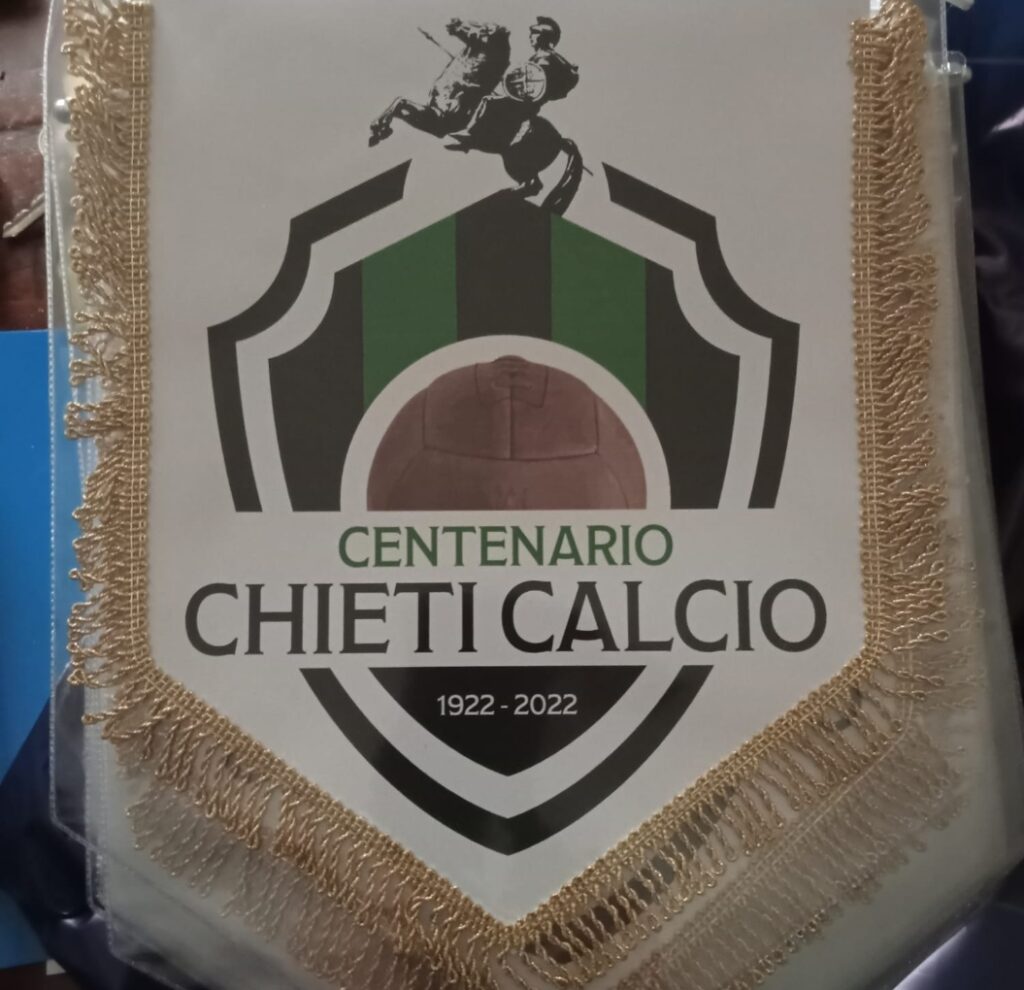 CENTENARIO
CHIETI CALCIO
1922 - 2022